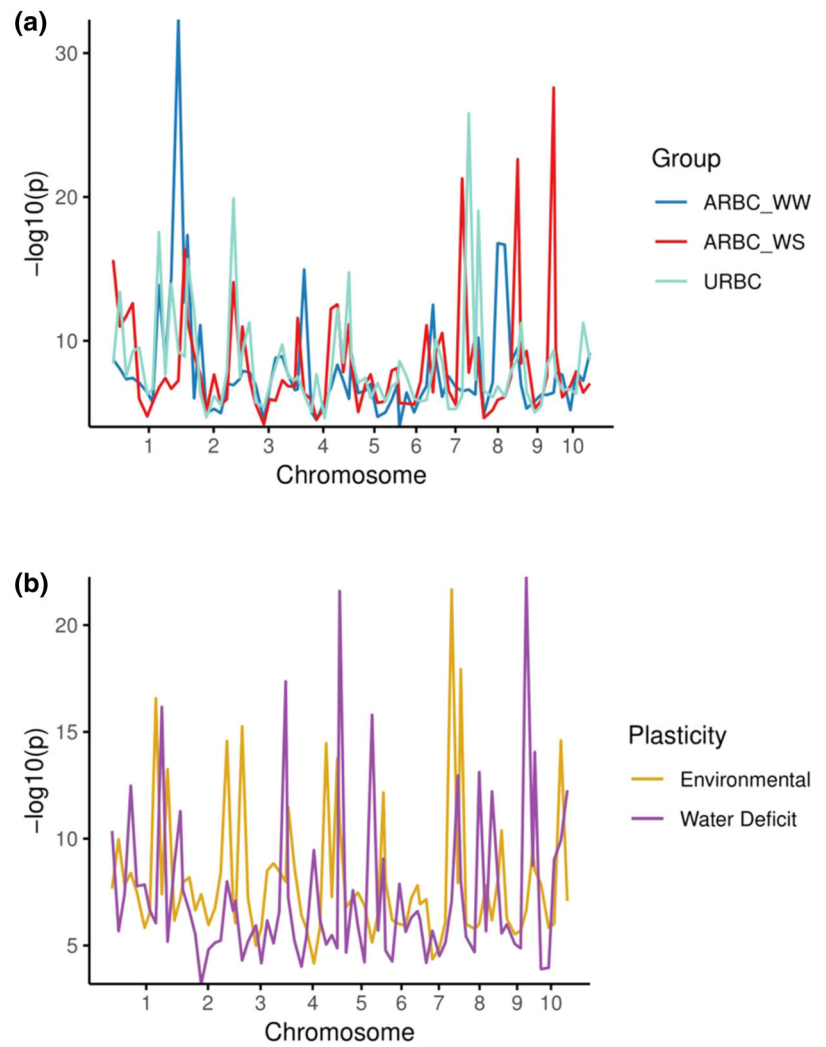 (a)
30
20
10
−log10(p)
1 2 3 4 5 6 7 8 9 10
Chromosome
Group
ARBC_WW
ARBC_WS
URBC
(b)
20
15
10
5
−log10(p)
1 2 3 4 5 6 7 8 9 10
Chromosome
Plasticity
Environmental
Water Deficit